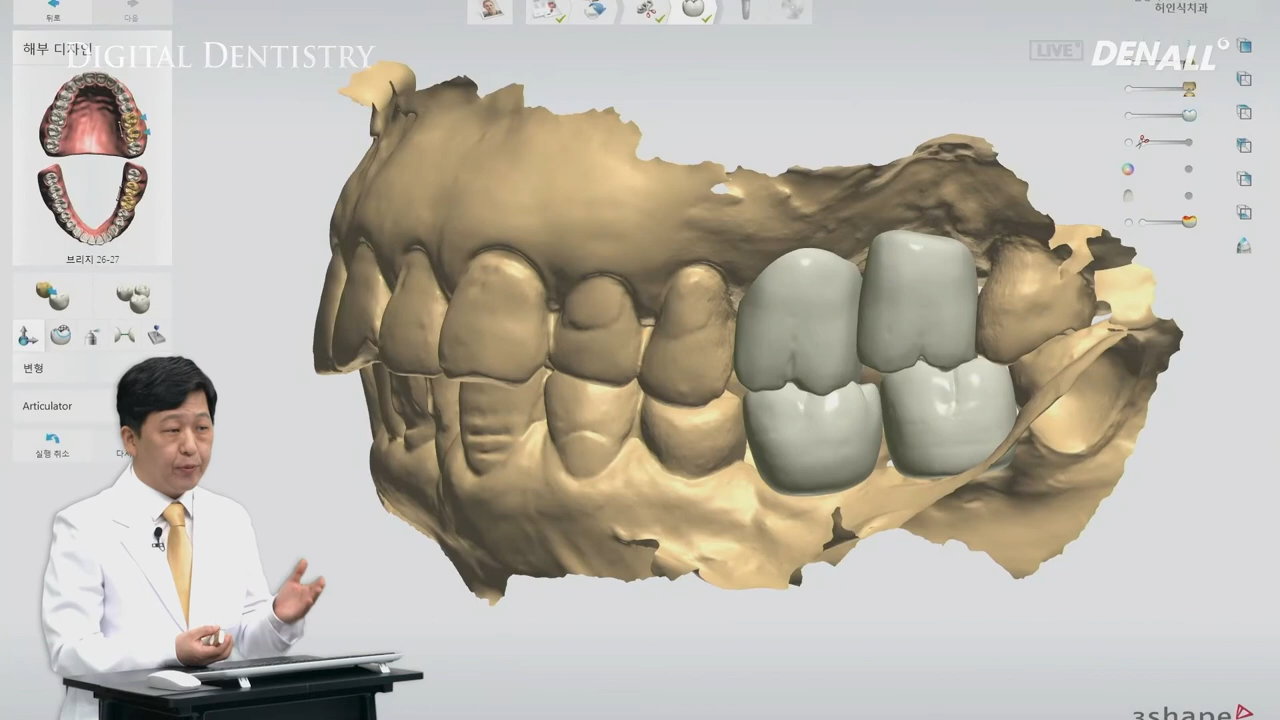 뒤로
다음
허인식치과
해부 디자인
DIGITAL DENTISTRY
LIVE
DENALL
브리지 26-27
변형
Articulator
실행 취소
다
3shape